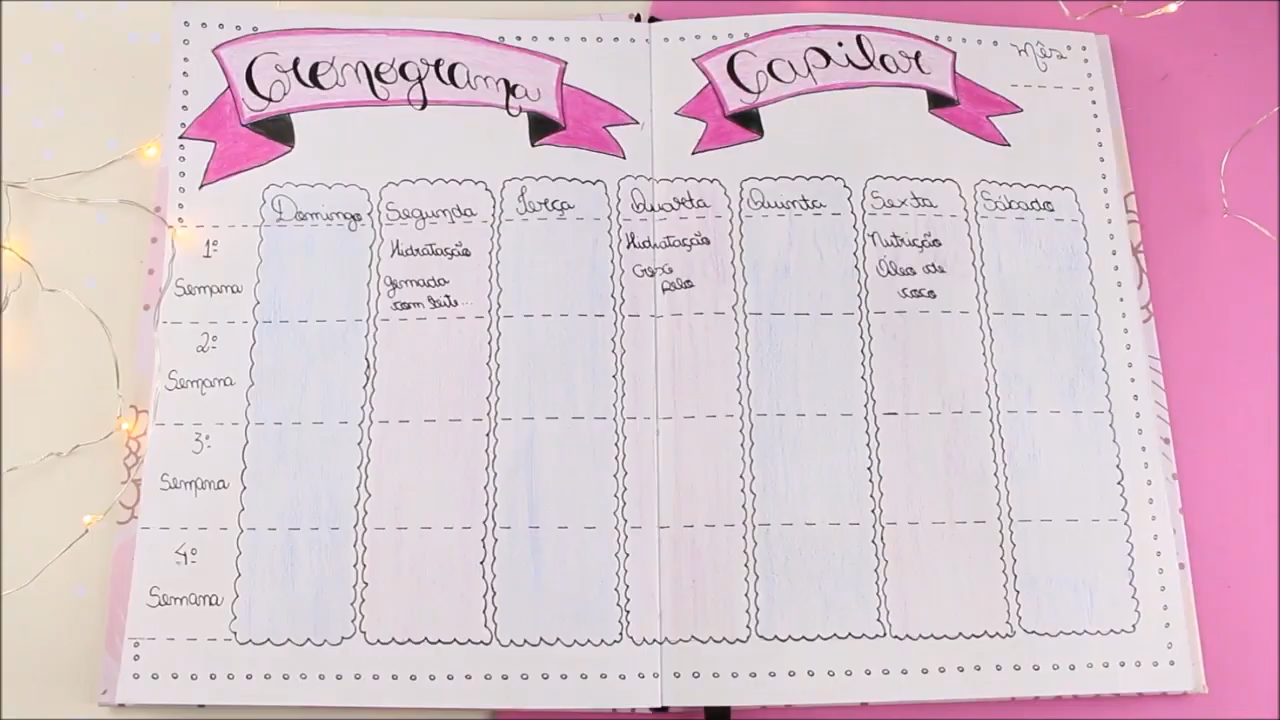 Cronograma Capilar
Mês
Domingo Segunda Terça Quarta Quinta Sexta Sábado
1º
Semana
Hidratação
gemada
com leite...
Hidratação
pelo
Nutrição
Óleo de
coco
2º
Semana
3º
Semana
4º
Semana